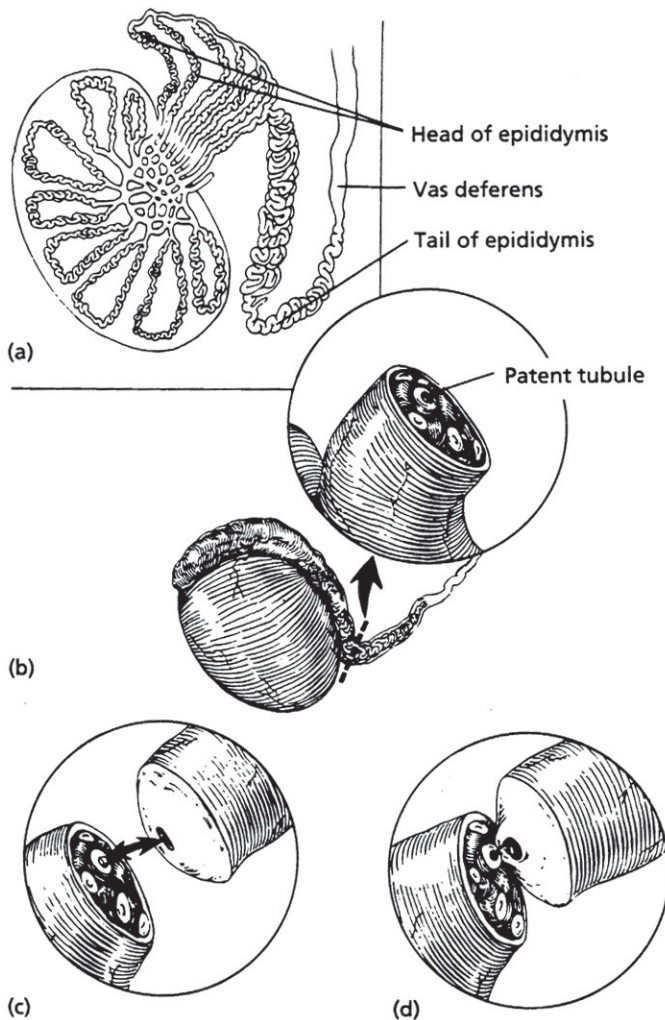 Head of epididymis
Vas deferens
Tail of epididymis
(a)
Patent tubule
(b)
(c)
(d)